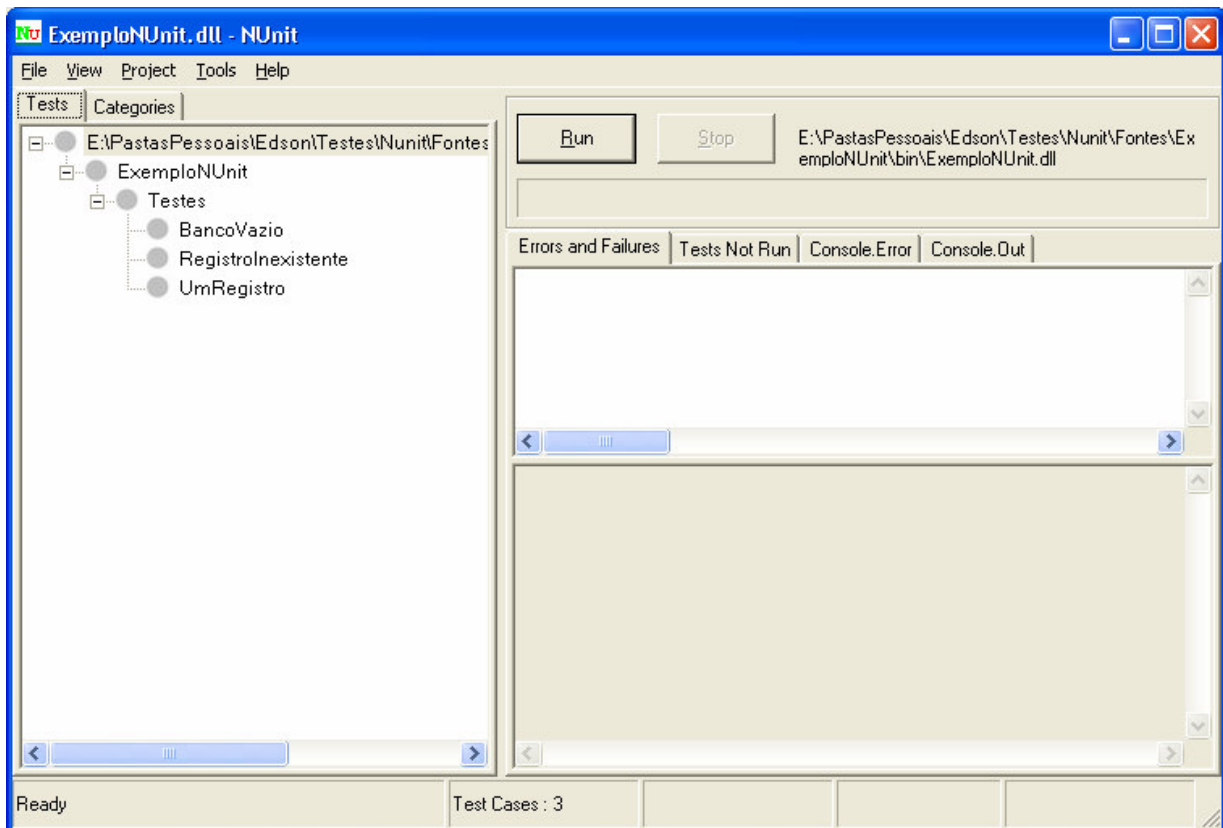 NU ExemploNUnit.dll - NUnit
File View Project Tools Help
Tests Categories
E:\PastasPessoais\Edson\Testes\Nunit\Fontes
ExemploNUnit
Testes
BancoVazio
RegistroInexistente
UmRegistro
Run Stop
E:\PastasPessoais\Edson\Testes\Nunit\Fontes\Ex
emploNUnit\bin\ExemploNUnit.dll
Errors and Failures Tests Not Run Console.Error Console.Out
Ready Test Cases : 3